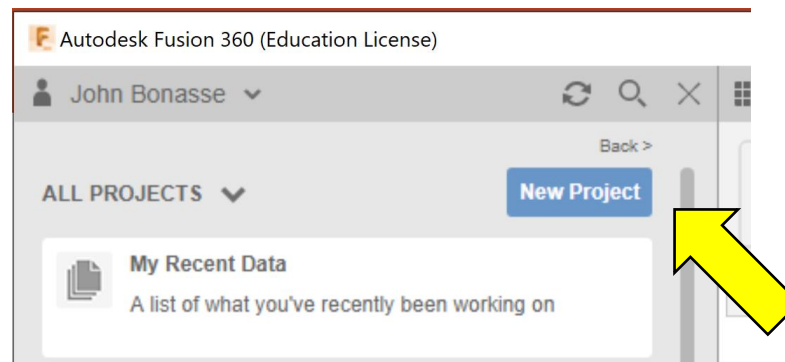 Autodesk Fusion 360 (Education License)
John Bonasse
Back >
ALL PROJECTS
New Project
My Recent Data
A list of what you've recently been working on